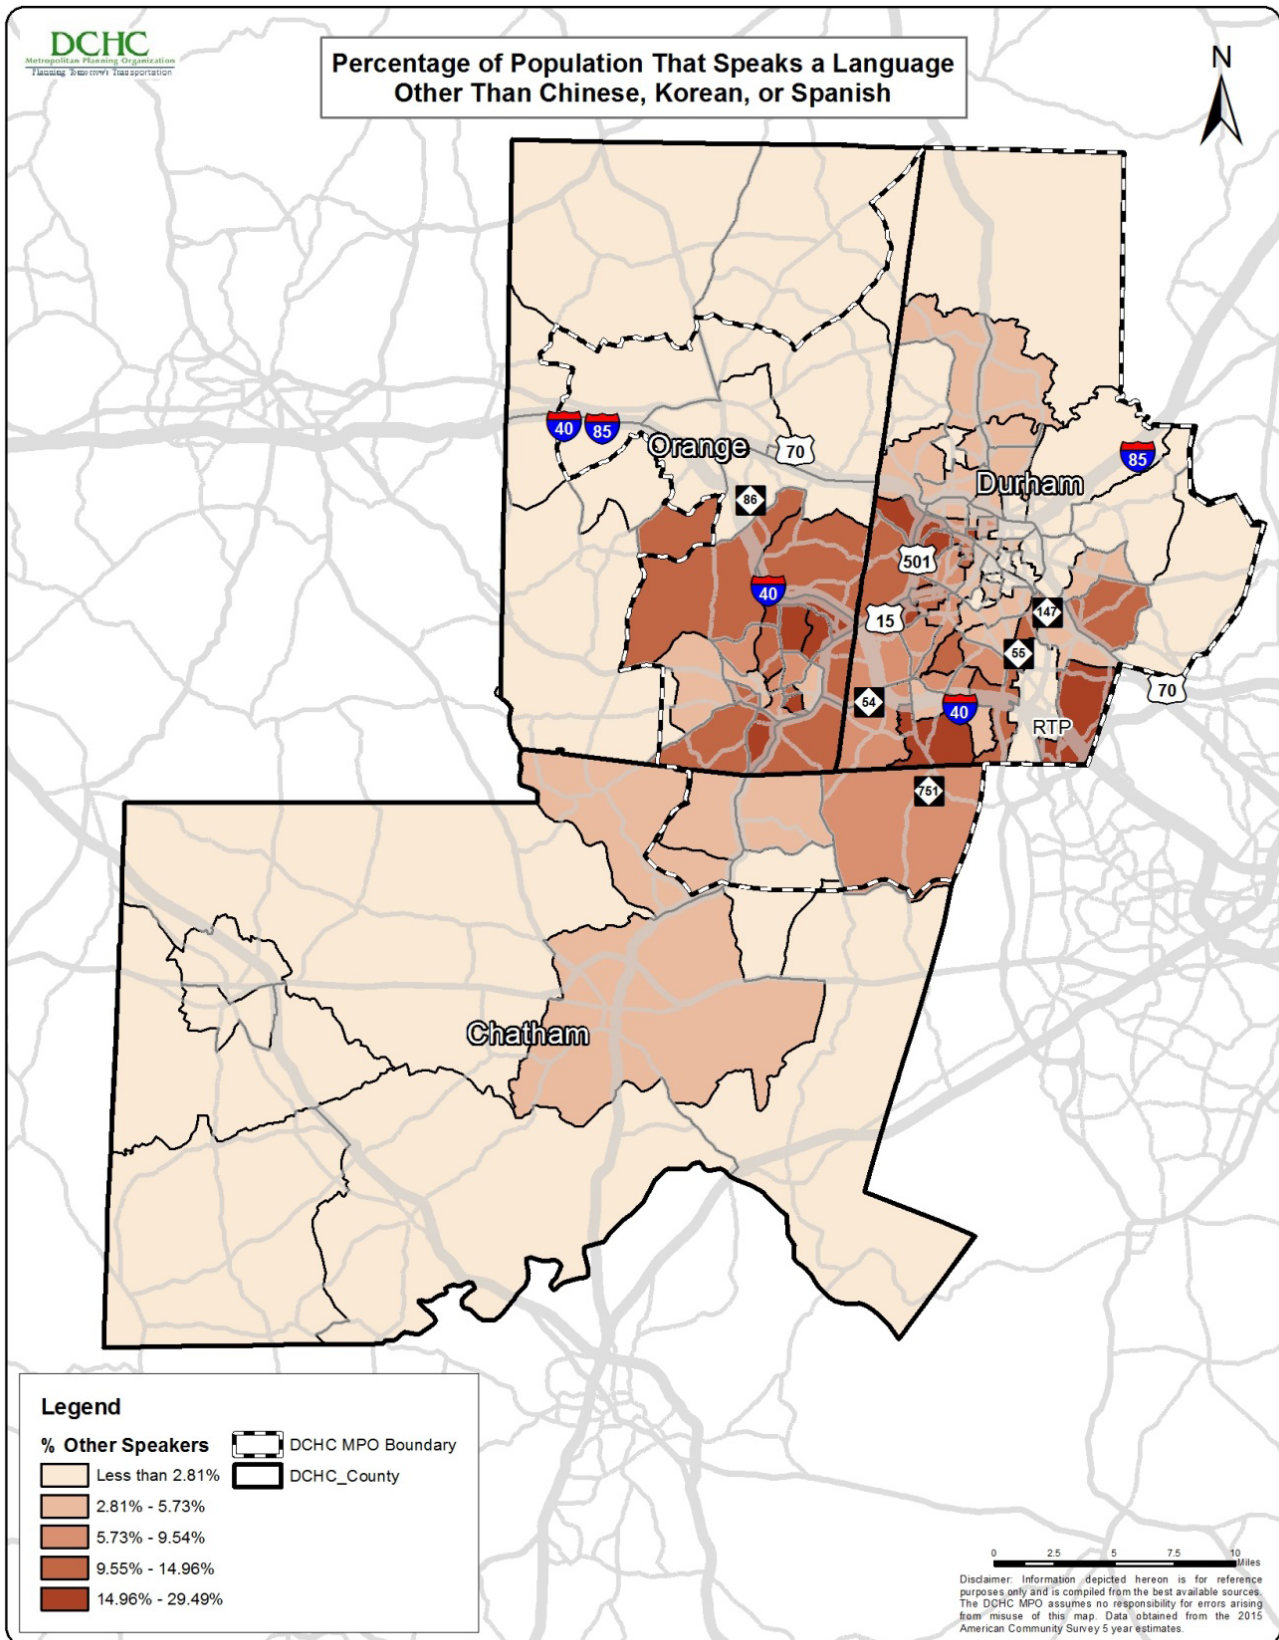 DCHC
Metropolitan Planning Organization
Planning Tomorrow's Transportation
Percentage of Population That Speaks a Language
Other Than Chinese, Korean, or Spanish
N
40
85
Orange
70
86
Durham
85
501
40
15
147
55
54
40
70
RTP
751
Chatham
Legend
% Other Speakers
Less than 2.81%
2.81% - 5.73%
5.73% - 9.54%
9.55% - 14.96%
14.96% - 29.49%
DCHC MPO Boundary
DCHC_County
0 2.5 5 7.5 10
Miles
Disclaimer: Information depicted hereon is for reference
purposes only and is compiled from the best available sources.
The DCHC MPO assumes no responsibility for errors arising
from misuse of this map. Data obtained from the 2015
American Community Survey 5 year estimates.